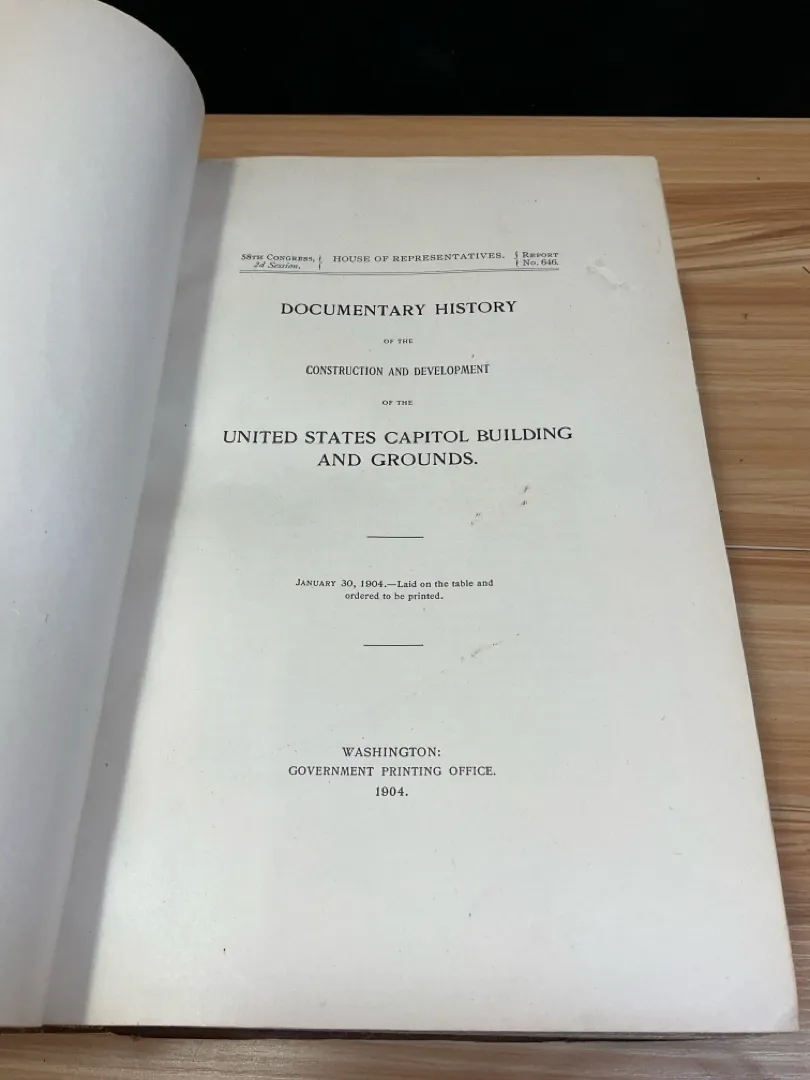 58TH CONGRESS, 2d Session. } HOUSE OF REPRESENTATIVES. { REPORT No. 646.
DOCUMENTARY HISTORY
OF THE
CONSTRUCTION AND DEVELOPMENT
OF THE
UNITED STATES CAPITOL BUILDING
AND GROUNDS.
JANUARY 30, 1904.—Laid on the table and
ordered to be printed.
WASHINGTON:
GOVERNMENT PRINTING OFFICE.
1904.